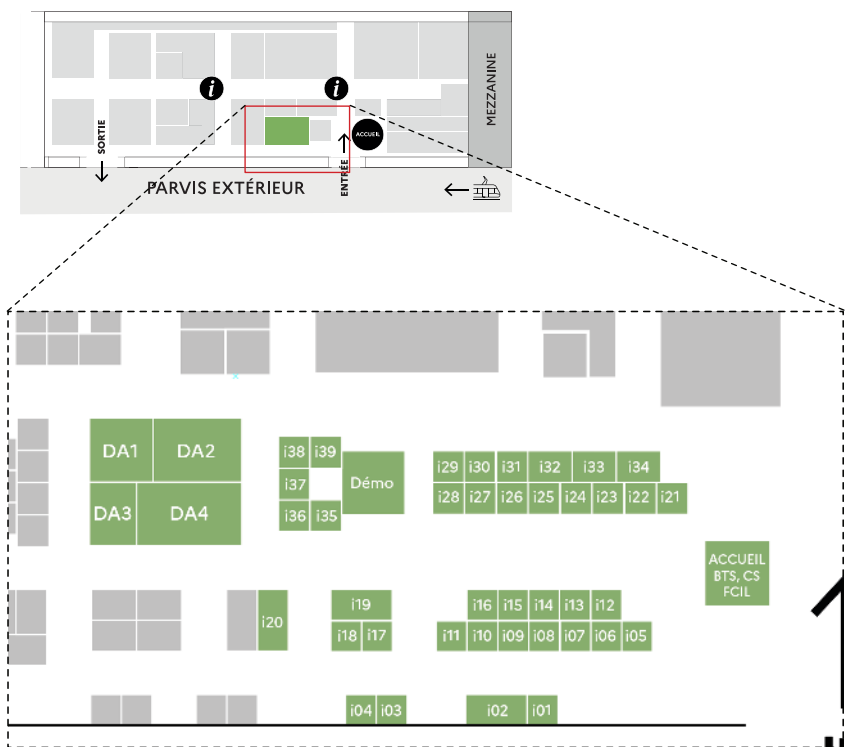 i
i
MEZZANINE
SORTIE
ACCUEIL
ENTRÉE
PARVIS EXTÉRIEUR
DA1
DA2
i38
i39
i29
i30
i31
i32
i33
i34
i37
Démo
DA3
DA4
i36
i35
i28
i27
i26
i25
i24
i23
i22
i21
ACCUEIL
BTS, CS
FCIL
i20
i19
i16
i15
i14
i13
i12
i18
i17
i11
i10
i09
i08
i07
i06
i05
i04
i03
i02
i01